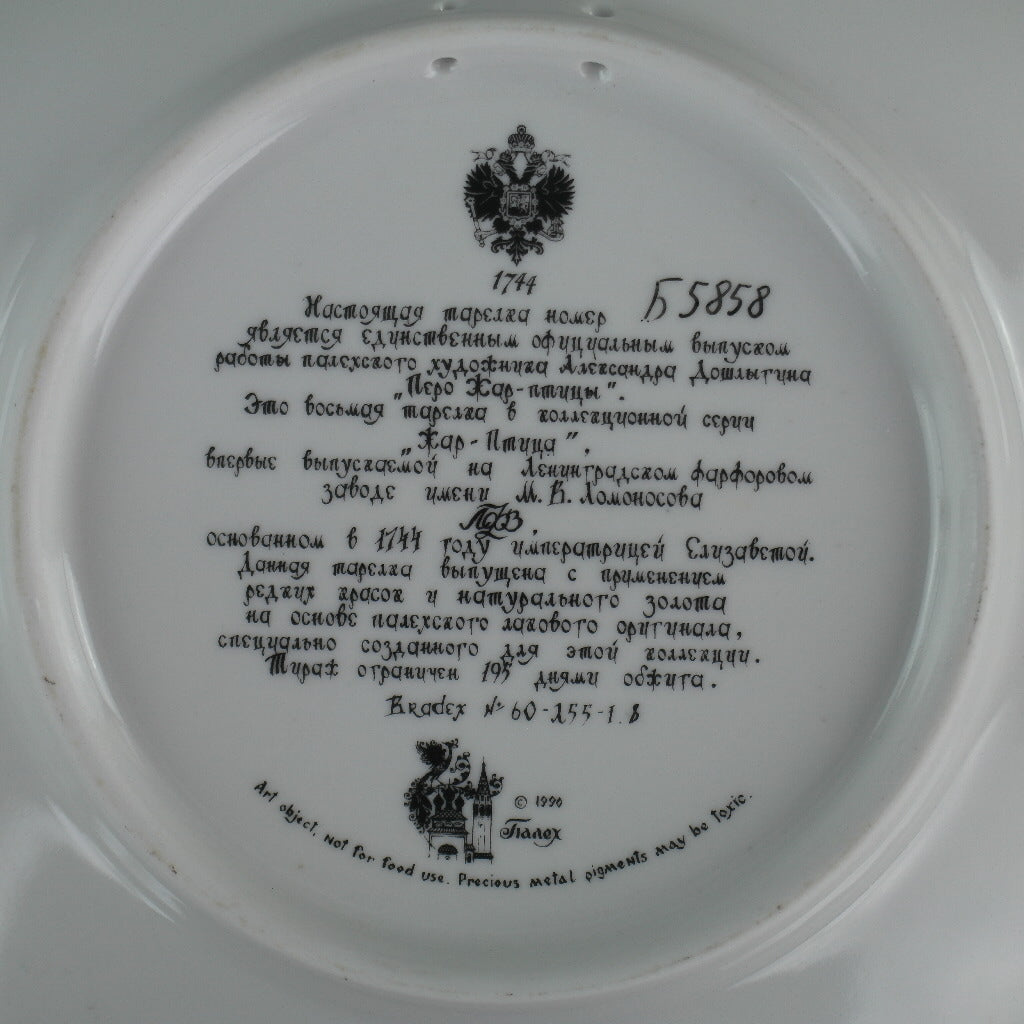 1744
Настоящая тарелка номер Б5858
является единственным официальным выпуском
работы палехского художника Александра Дошлыгина
„Перо Жар-птицы".
Это восьмая тарелка в коллекционной серии
„Жар-Птица",
впервые выпускаемой на Ленинградском фарфоровом
заводе имени М.В. Ломоносова
основанном в 1744 году императрицей Елизаветой.
Данная тарелка выпущена с применением
редких красок и натурального золота
на основе палехского лакового оригинала,
специально созданного для этой коллекции.
Тираж ограничен 195 днями обжига.
Bradex № 60-255-1.8
© 1990
Палех
Art object, not for food use. Precious metal pigments may be toxic.